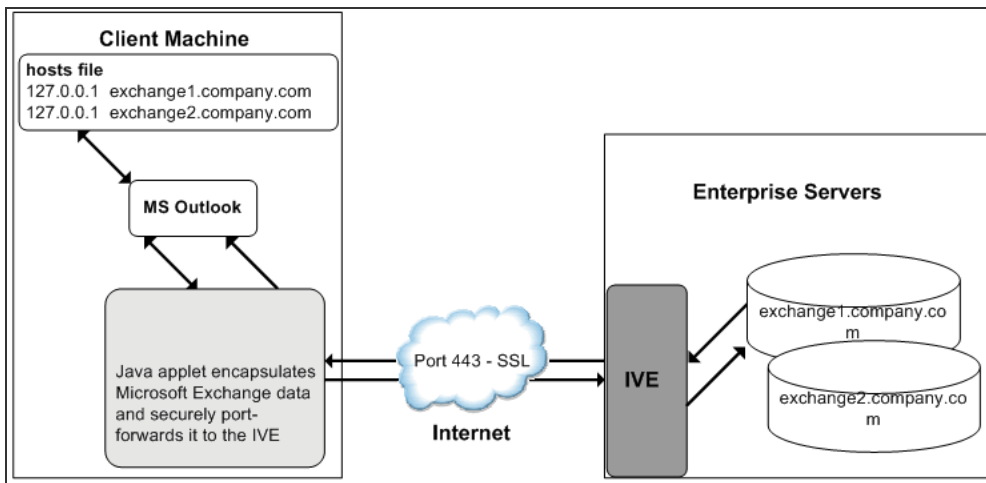 Client Machine
hosts file
127.0.0.1 exchange1.company.com
127.0.0.1 exchange2.company.com
MS Outlook
Java applet encapsulates
Microsoft Exchange data
and securely port-
forwards it to the IVE
Port 443 - SSL
Internet
Enterprise Servers
IVE
exchange1.company.co
m
exchange2.company.co
m